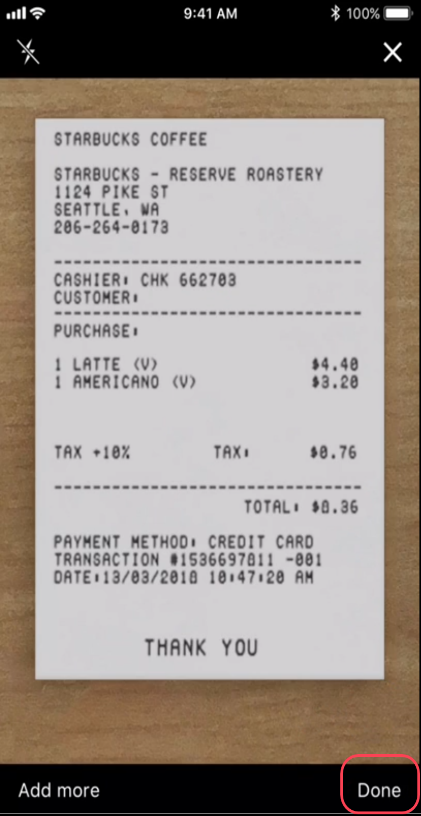 9:41 AM
100%
STARBUCKS COFFEE
STARBUCKS - RESERVE ROASTERY
1124 PIKE ST
SEATTLE, WA
206-264-0173
CASHIER: CHK 662703
CUSTOMER:
PURCHASE:
1 LATTE (V) $4.40
1 AMERICANO (V) $3.20
TAX +10% TAX: $0.76
TOTAL: $8.36
PAYMENT METHOD: CREDIT CARD
TRANSACTION #1536697811 -001
DATE:13/03/2018 10:47:20 AM
THANK YOU
Add more
Done